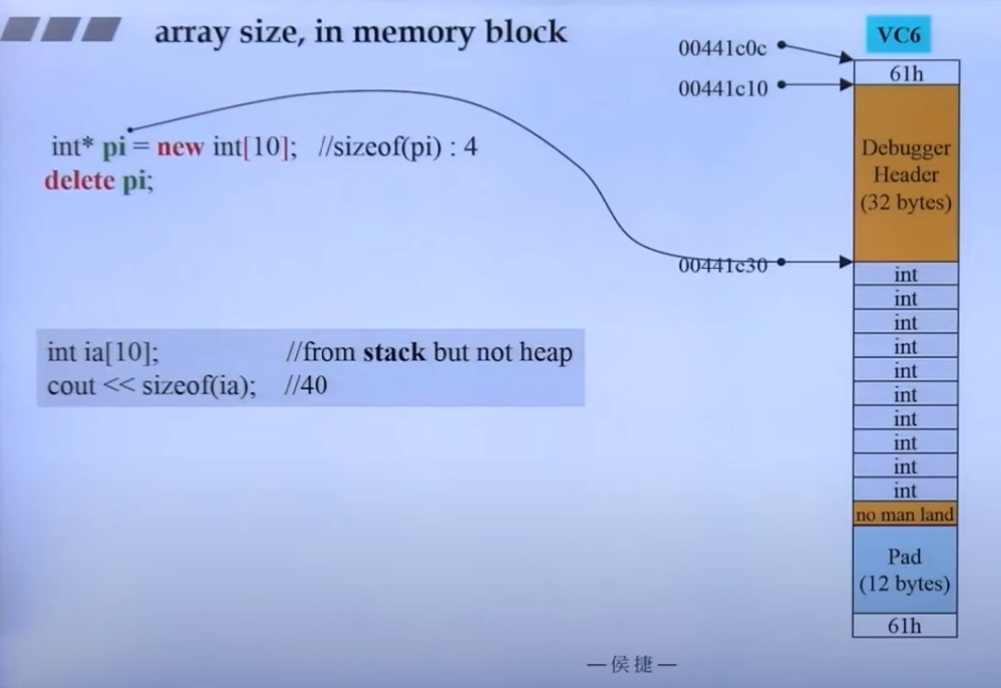 array size, in memory block
int* pi = new int[10]; //sizeof(pi) : 4
delete pi;
int ia[10]; //from stack but not heap
cout << sizeof(ia); //40
VC6
00441c0c
61h
00441c10
Debugger
Header
(32 bytes)
00441c30
int
int
int
int
int
int
int
int
int
int
no man land
Pad
(12 bytes)
61h
—侯捷—